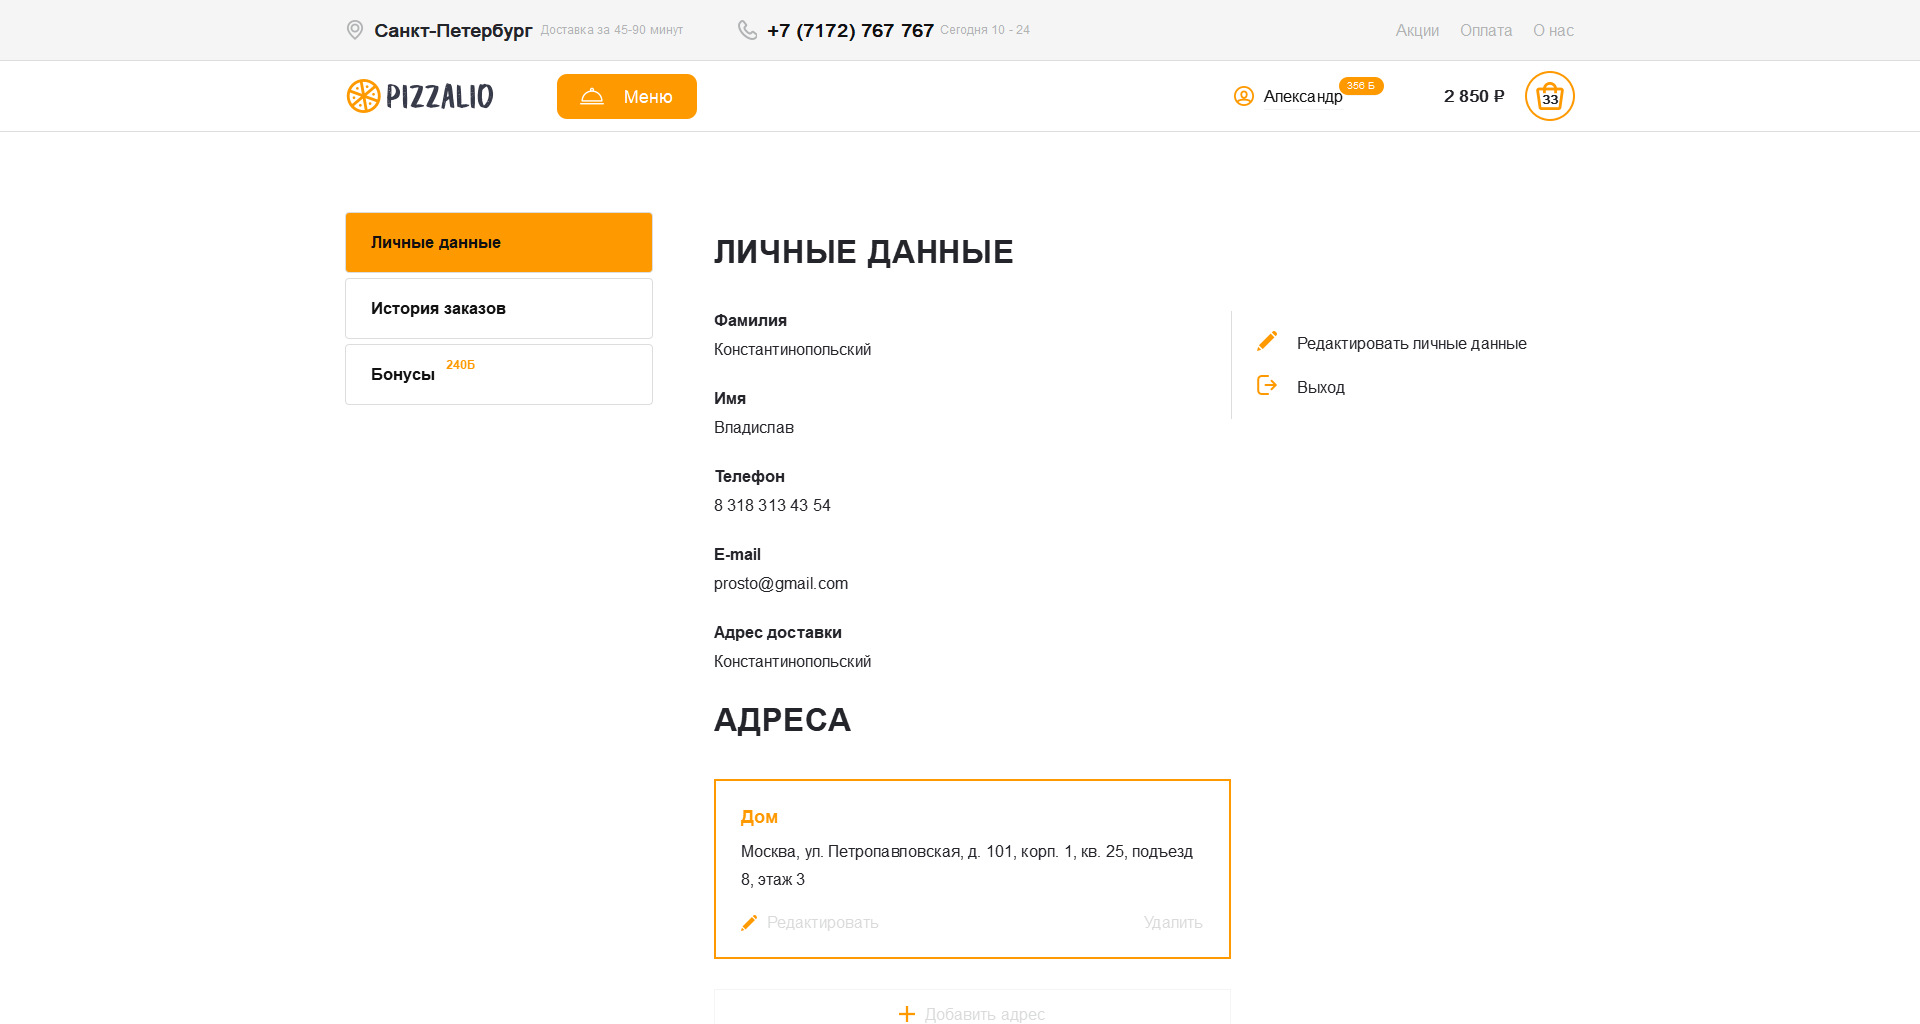 Санкт-Петербург Доставка за 45-90 минут +7 (7172) 767 767 Сегодня 10 - 24 Акции Оплата О нас
PIZZALIO Меню Александр 356 Б 2 850 ₽ 33
Личные данные
История заказов
Бонусы 240Б
ЛИЧНЫЕ ДАННЫЕ
Фамилия
Константинопольский
Имя
Владислав
Телефон
8 318 313 43 54
E-mail
prosto@gmail.com
Адрес доставки
Константинопольский
Редактировать личные данные
Выход
АДРЕСА
Дом
Москва, ул. Петропавловская, д. 101, корп. 1, кв. 25, подъезд
8, этаж 3
Редактировать Удалить
Добавить адрес